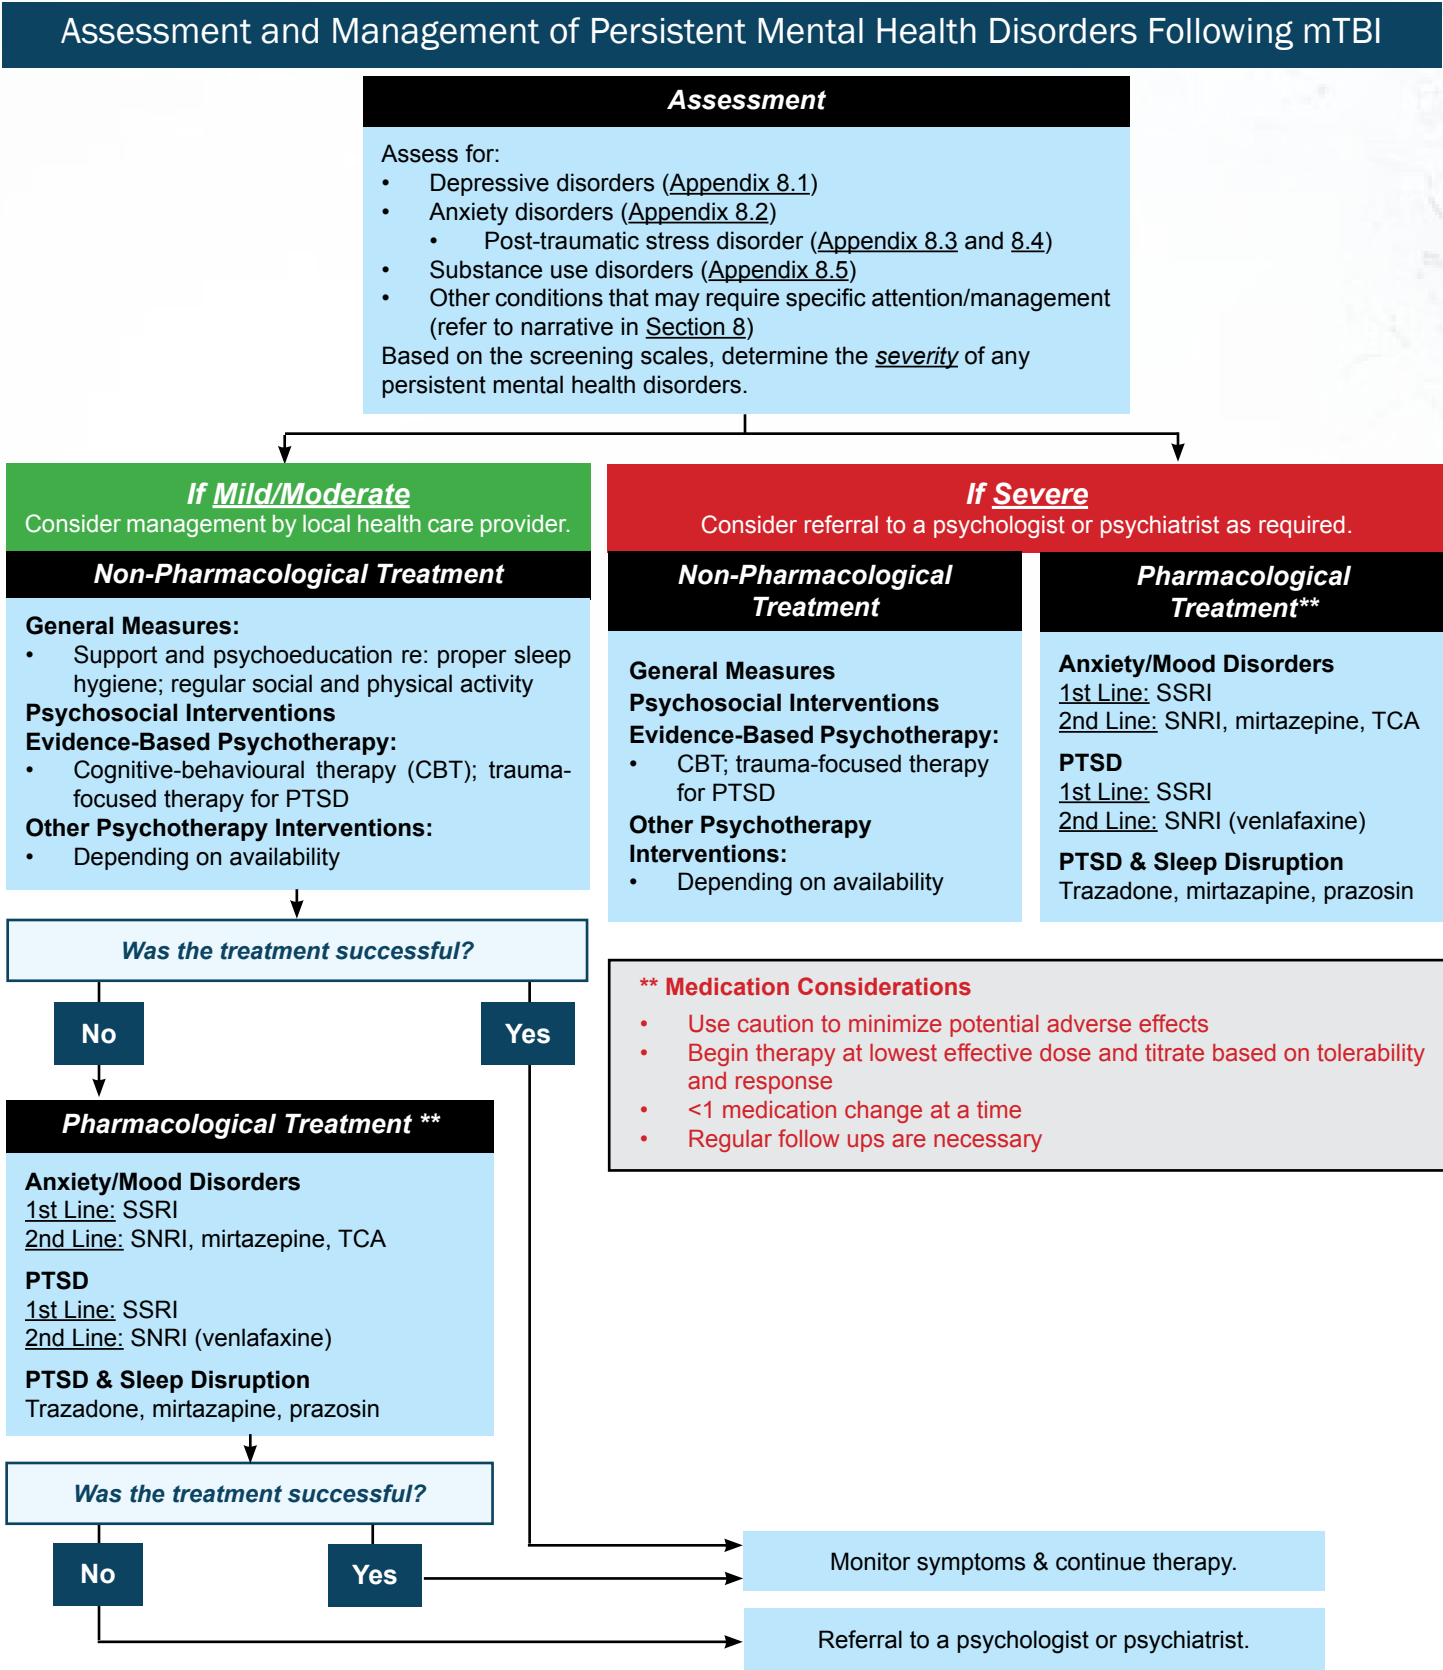 Assessment and Management of Persistent Mental Health Disorders Following mTBI
Assessment
Assess for:
• Depressive disorders (Appendix 8.1)
• Anxiety disorders (Appendix 8.2)
• Post-traumatic stress disorder (Appendix 8.3 and 8.4)
• Substance use disorders (Appendix 8.5)
• Other conditions that may require specific attention/management
(refer to narrative in Section 8)
Based on the screening scales, determine the severity of any
persistent mental health disorders.
If Mild/Moderate
Consider management by local health care provider.
Non-Pharmacological Treatment
General Measures:
• Support and psychoeducation re: proper sleep
hygiene; regular social and physical activity
Psychosocial Interventions
Evidence-Based Psychotherapy:
• Cognitive-behavioural therapy (CBT); trauma-
focused therapy for PTSD
Other Psychotherapy Interventions:
• Depending on availability
Was the treatment successful?
No
Yes
Pharmacological Treatment **
Anxiety/Mood Disorders
1st Line: SSRI
2nd Line: SNRI, mirtazepine, TCA
PTSD
1st Line: SSRI
2nd Line: SNRI (venlafaxine)
PTSD & Sleep Disruption
Trazadone, mirtazapine, prazosin
Was the treatment successful?
No
Yes
If Severe
Consider referral to a psychologist or psychiatrist as required.
Non-Pharmacological
Treatment
General Measures
Psychosocial Interventions
Evidence-Based Psychotherapy:
• CBT; trauma-focused therapy
for PTSD
Other Psychotherapy
Interventions:
• Depending on availability
Pharmacological
Treatment**
Anxiety/Mood Disorders
1st Line: SSRI
2nd Line: SNRI, mirtazepine, TCA
PTSD
1st Line: SSRI
2nd Line: SNRI (venlafaxine)
PTSD & Sleep Disruption
Trazadone, mirtazapine, prazosin
** Medication Considerations
• Use caution to minimize potential adverse effects
• Begin therapy at lowest effective dose and titrate based on tolerability
and response
• <1 medication change at a time
• Regular follow ups are necessary
Monitor symptoms & continue therapy.
Referral to a psychologist or psychiatrist.